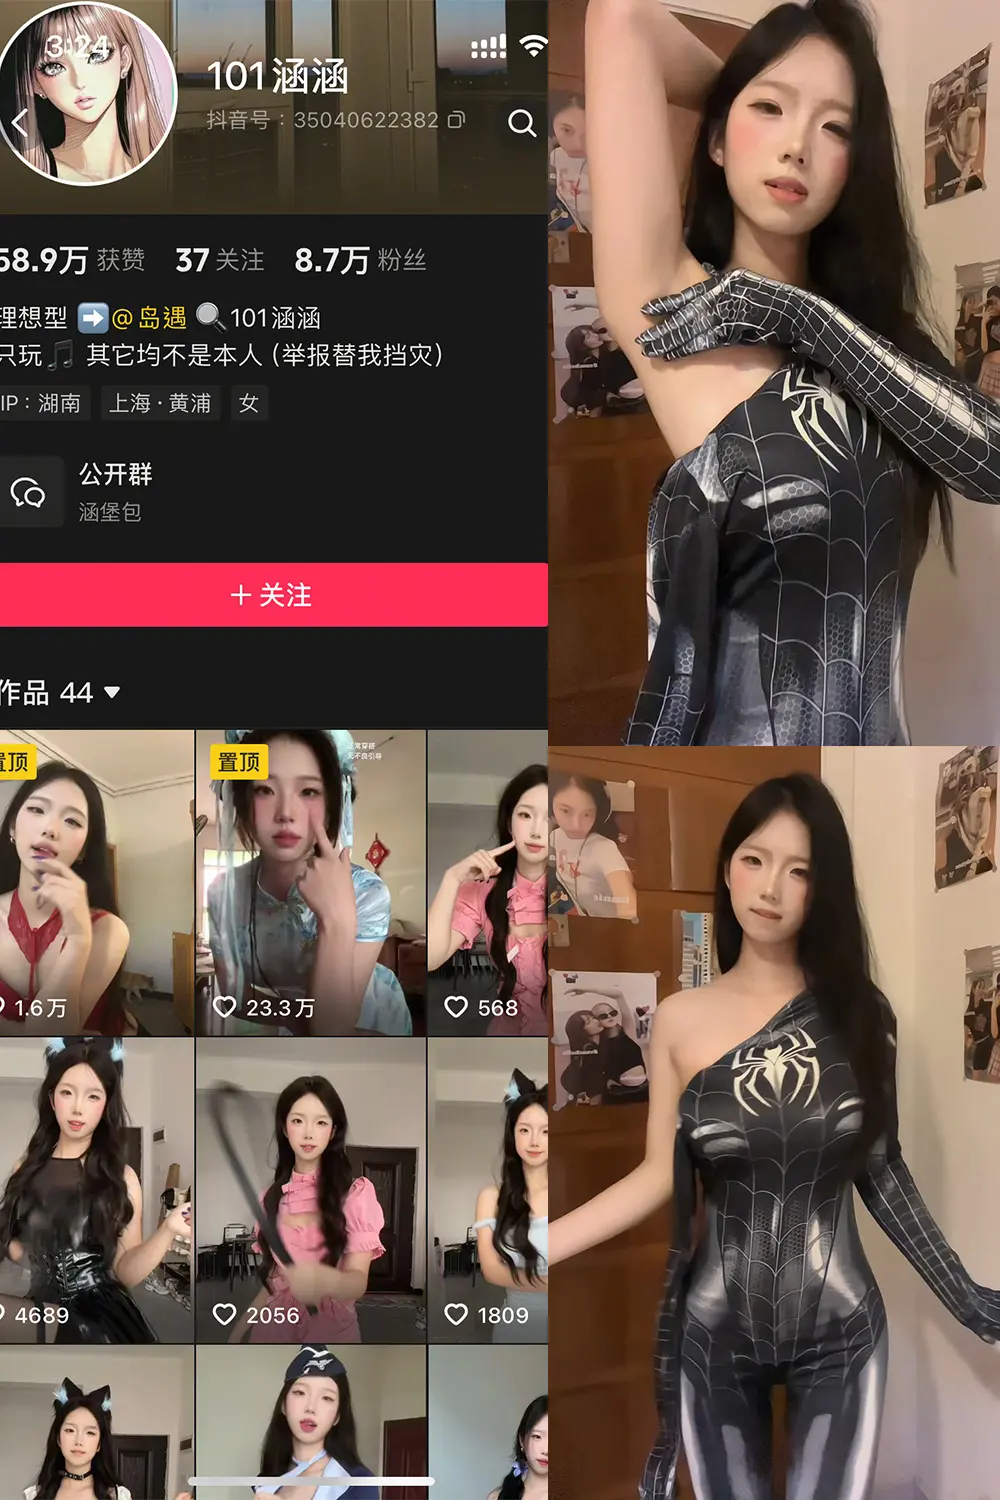 3:24
101涵涵
抖音号：35040622382
58.9万 获赞 37 关注 8.7万 粉丝
理想型 ➡️@岛遇 🔍101涵涵
只玩🎵 其它均不是本人（举报替我挡灾）
IP：湖南 上海·黄浦 女
公开群
涵堡包
+ 关注
作品 44
置顶
置顶
1.6万
23.3万
568
4689
2056
1809